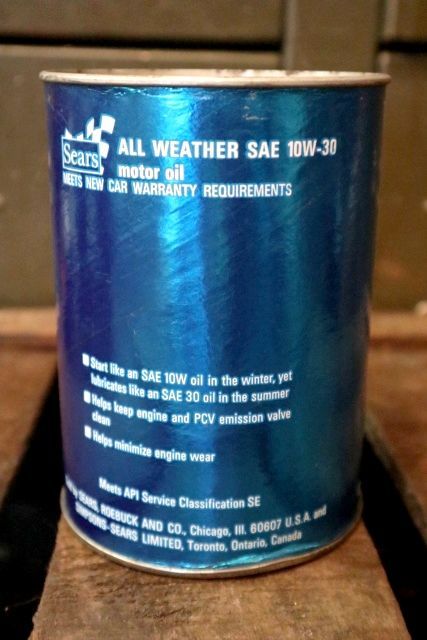 Sears
ALL WEATHER SAE 10W-30
motor oil
MEETS NEW CAR WARRANTY REQUIREMENTS
Start like an SAE 10W oil in the winter, yet
lubricates like an SAE 30 oil in the summer
Helps keep engine and PCV emission valve
clean
Helps minimize engine wear
Meets API Service Classification SE
by SEARS, ROEBUCK AND CO., Chicago, Ill. 60607 U.S.A. and
SIMPSONS-SEARS LIMITED, Toronto, Ontario, Canada